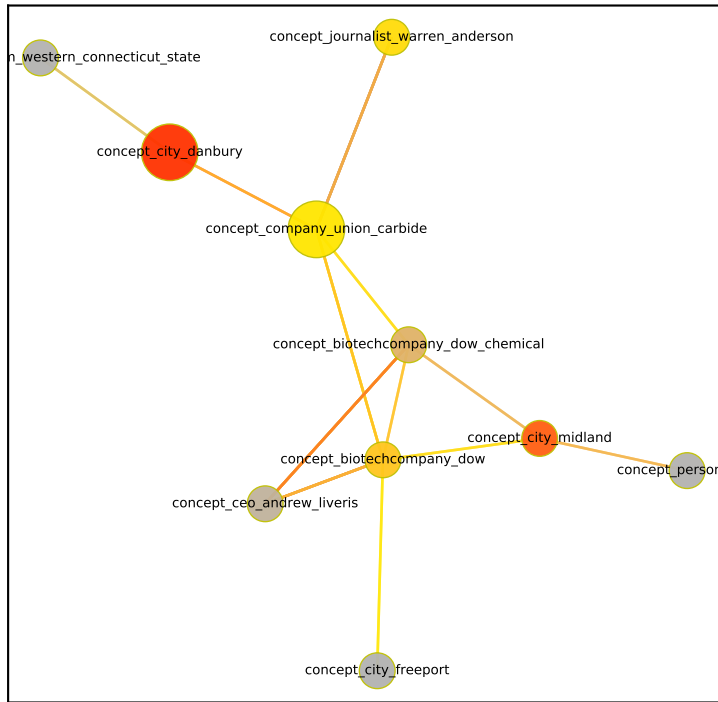 concept_journalist_warren_anderson
n_western_connecticut_state
concept_city_danbury
concept_company_union_carbide
concept_biotechcompany_dow_chemical
concept_city_midland
concept_biotechcompany_dow
concept_person
concept_ceo_andrew_liveris
concept_city_freeport